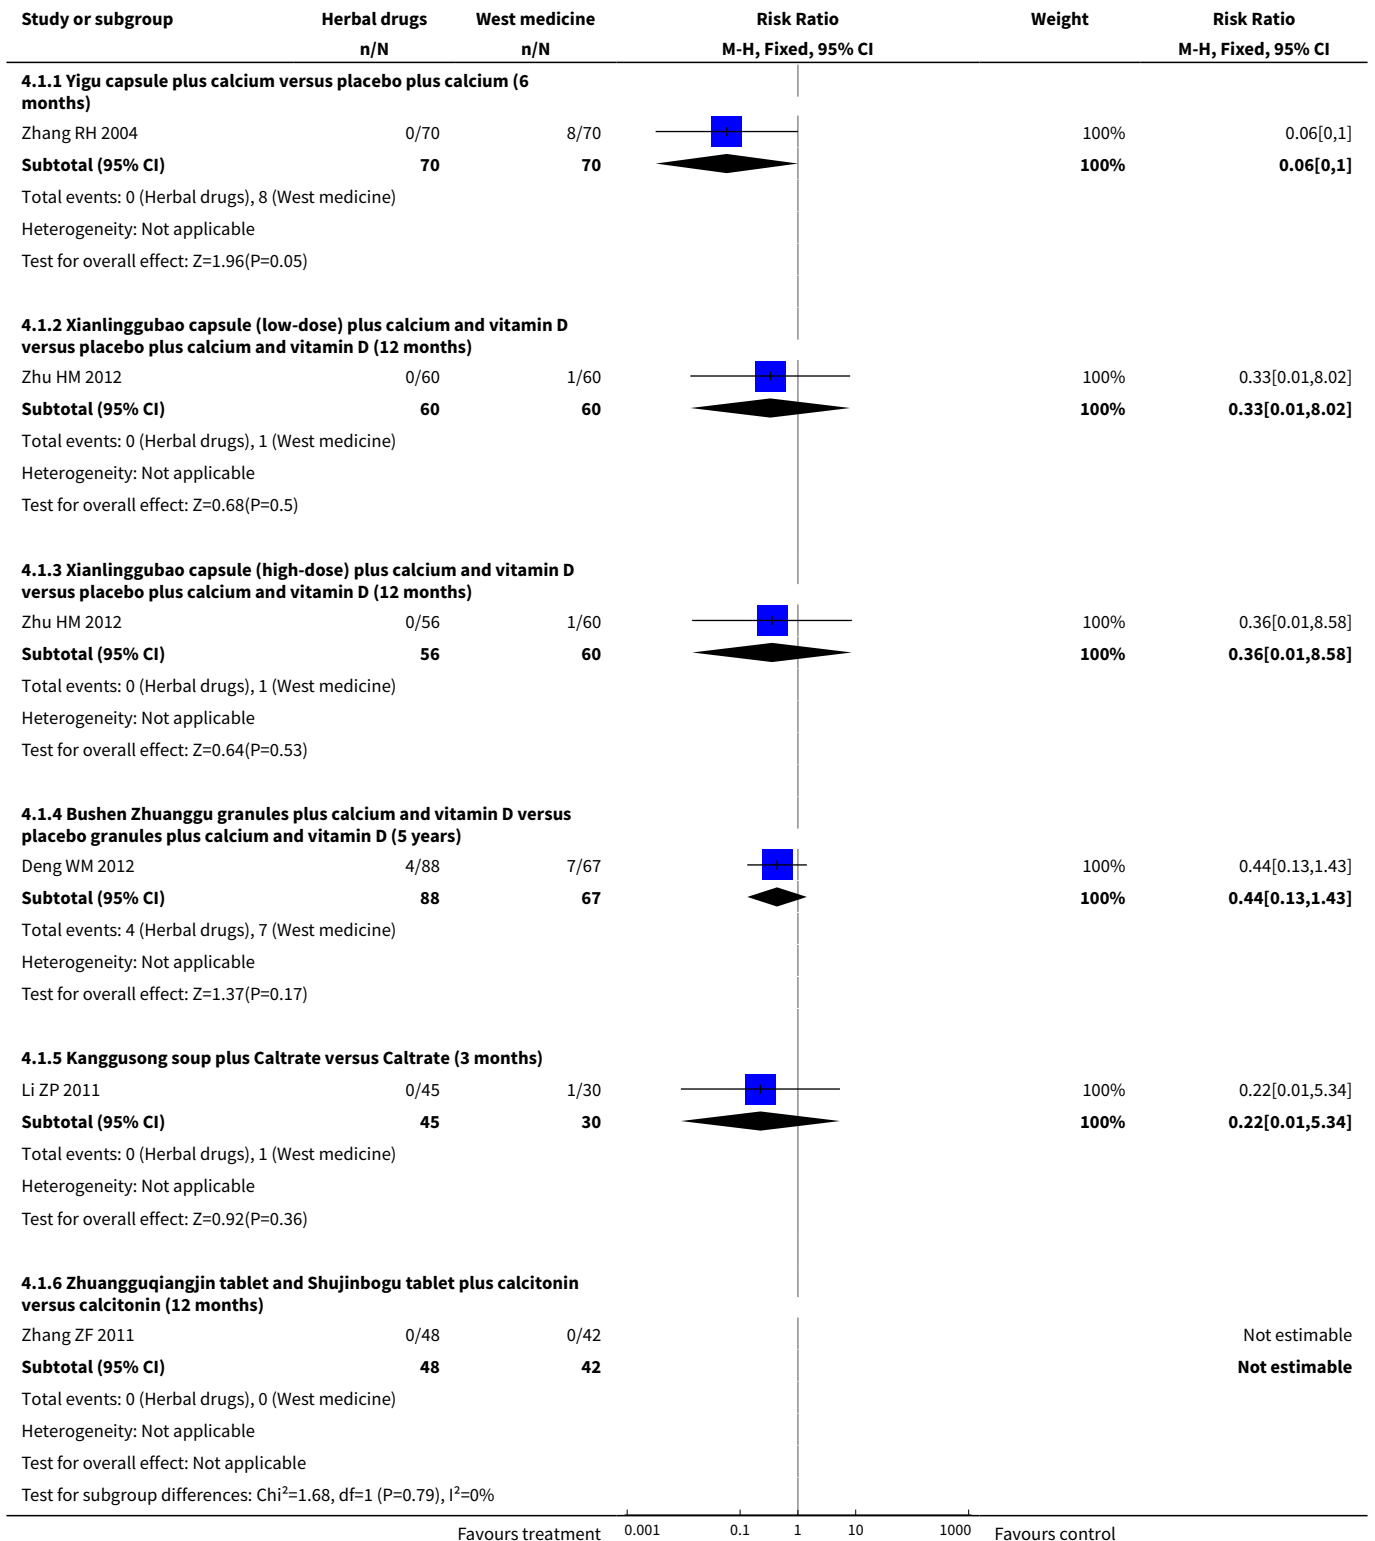 Study or subgroup Herbal drugs West medicine Risk Ratio Weight Risk Ratio
n/N n/N M-H, Fixed, 95% CI M-H, Fixed, 95% CI
4.1.1 Yigu capsule plus calcium versus placebo plus calcium (6
months)
Zhang RH 2004 0/70 8/70 100% 0.06[0,1]
Subtotal (95% CI) 70 70 100% 0.06[0,1]
Total events: 0 (Herbal drugs), 8 (West medicine)
Heterogeneity: Not applicable
Test for overall effect: Z=1.96(P=0.05)
4.1.2 Xianlinggubao capsule (low-dose) plus calcium and vitamin D
versus placebo plus calcium and vitamin D (12 months)
Zhu HM 2012 0/60 1/60 100% 0.33[0.01,8.02]
Subtotal (95% CI) 60 60 100% 0.33[0.01,8.02]
Total events: 0 (Herbal drugs), 1 (West medicine)
Heterogeneity: Not applicable
Test for overall effect: Z=0.68(P=0.5)
4.1.3 Xianlinggubao capsule (high-dose) plus calcium and vitamin D
versus placebo plus calcium and vitamin D (12 months)
Zhu HM 2012 0/56 1/60 100% 0.36[0.01,8.58]
Subtotal (95% CI) 56 60 100% 0.36[0.01,8.58]
Total events: 0 (Herbal drugs), 1 (West medicine)
Heterogeneity: Not applicable
Test for overall effect: Z=0.64(P=0.53)
4.1.4 Bushen Zhuanggu granules plus calcium and vitamin D versus
placebo granules plus calcium and vitamin D (5 years)
Deng WM 2012 4/88 7/67 100% 0.44[0.13,1.43]
Subtotal (95% CI) 88 67 100% 0.44[0.13,1.43]
Total events: 4 (Herbal drugs), 7 (West medicine)
Heterogeneity: Not applicable
Test for overall effect: Z=1.37(P=0.17)
4.1.5 Kanggusong soup plus Caltrate versus Caltrate (3 months)
Li ZP 2011 0/45 1/30 100% 0.22[0.01,5.34]
Subtotal (95% CI) 45 30 100% 0.22[0.01,5.34]
Total events: 0 (Herbal drugs), 1 (West medicine)
Heterogeneity: Not applicable
Test for overall effect: Z=0.92(P=0.36)
4.1.6 Zhuangguqiangjin tablet and Shujinbogu tablet plus calcitonin
versus calcitonin (12 months)
Zhang ZF 2011 0/48 0/42 Not estimable
Subtotal (95% CI) 48 42 Not estimable
Total events: 0 (Herbal drugs), 0 (West medicine)
Heterogeneity: Not applicable
Test for overall effect: Not applicable
Test for subgroup differences: Chi²=1.68, df=1 (P=0.79), I²=0%
Favours treatment 0.001 0.1 1 10 1000 Favours control